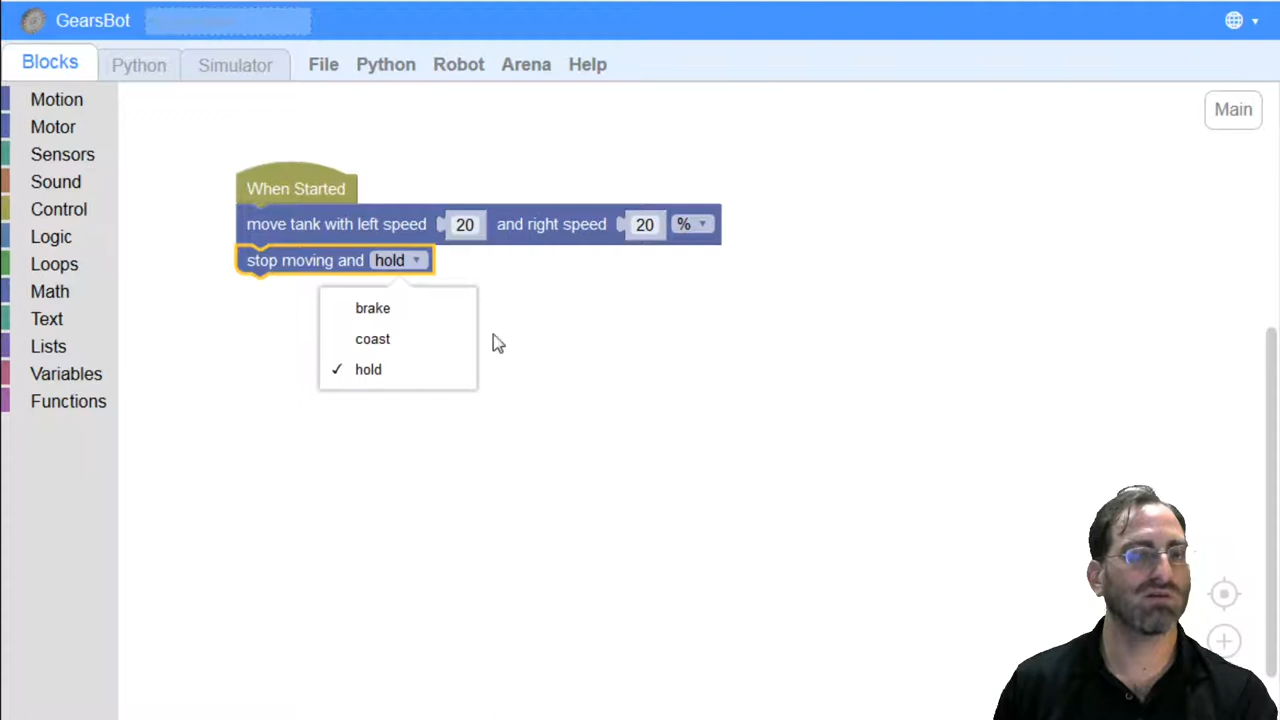 GearsBot
Blocks Python Simulator File Python Robot Arena Help
Main
Motion
Motor
Sensors
Sound
Control
Logic
Loops
Math
Text
Lists
Variables
Functions
When Started
move tank with left speed 20 and right speed 20 %
stop moving and hold
brake
coast
✓ hold